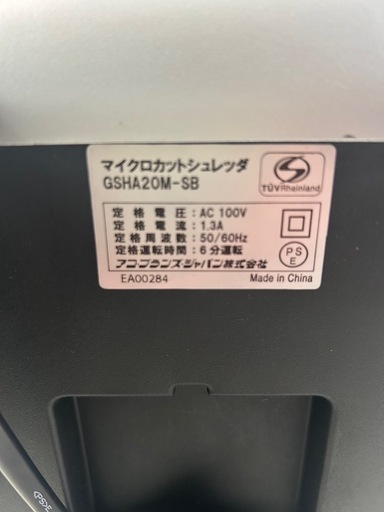 マイクロカットシュレッダ
GSHA20M-SB
TÜVRheinland
定格電圧:AC 100V
定格電流:1.3A
定格周波数:50/60Hz
定格運転時間:6分運転
PS
E
アコ・ブランズ・ジャパン株式会社
EA00284
Made in China
<PS>E